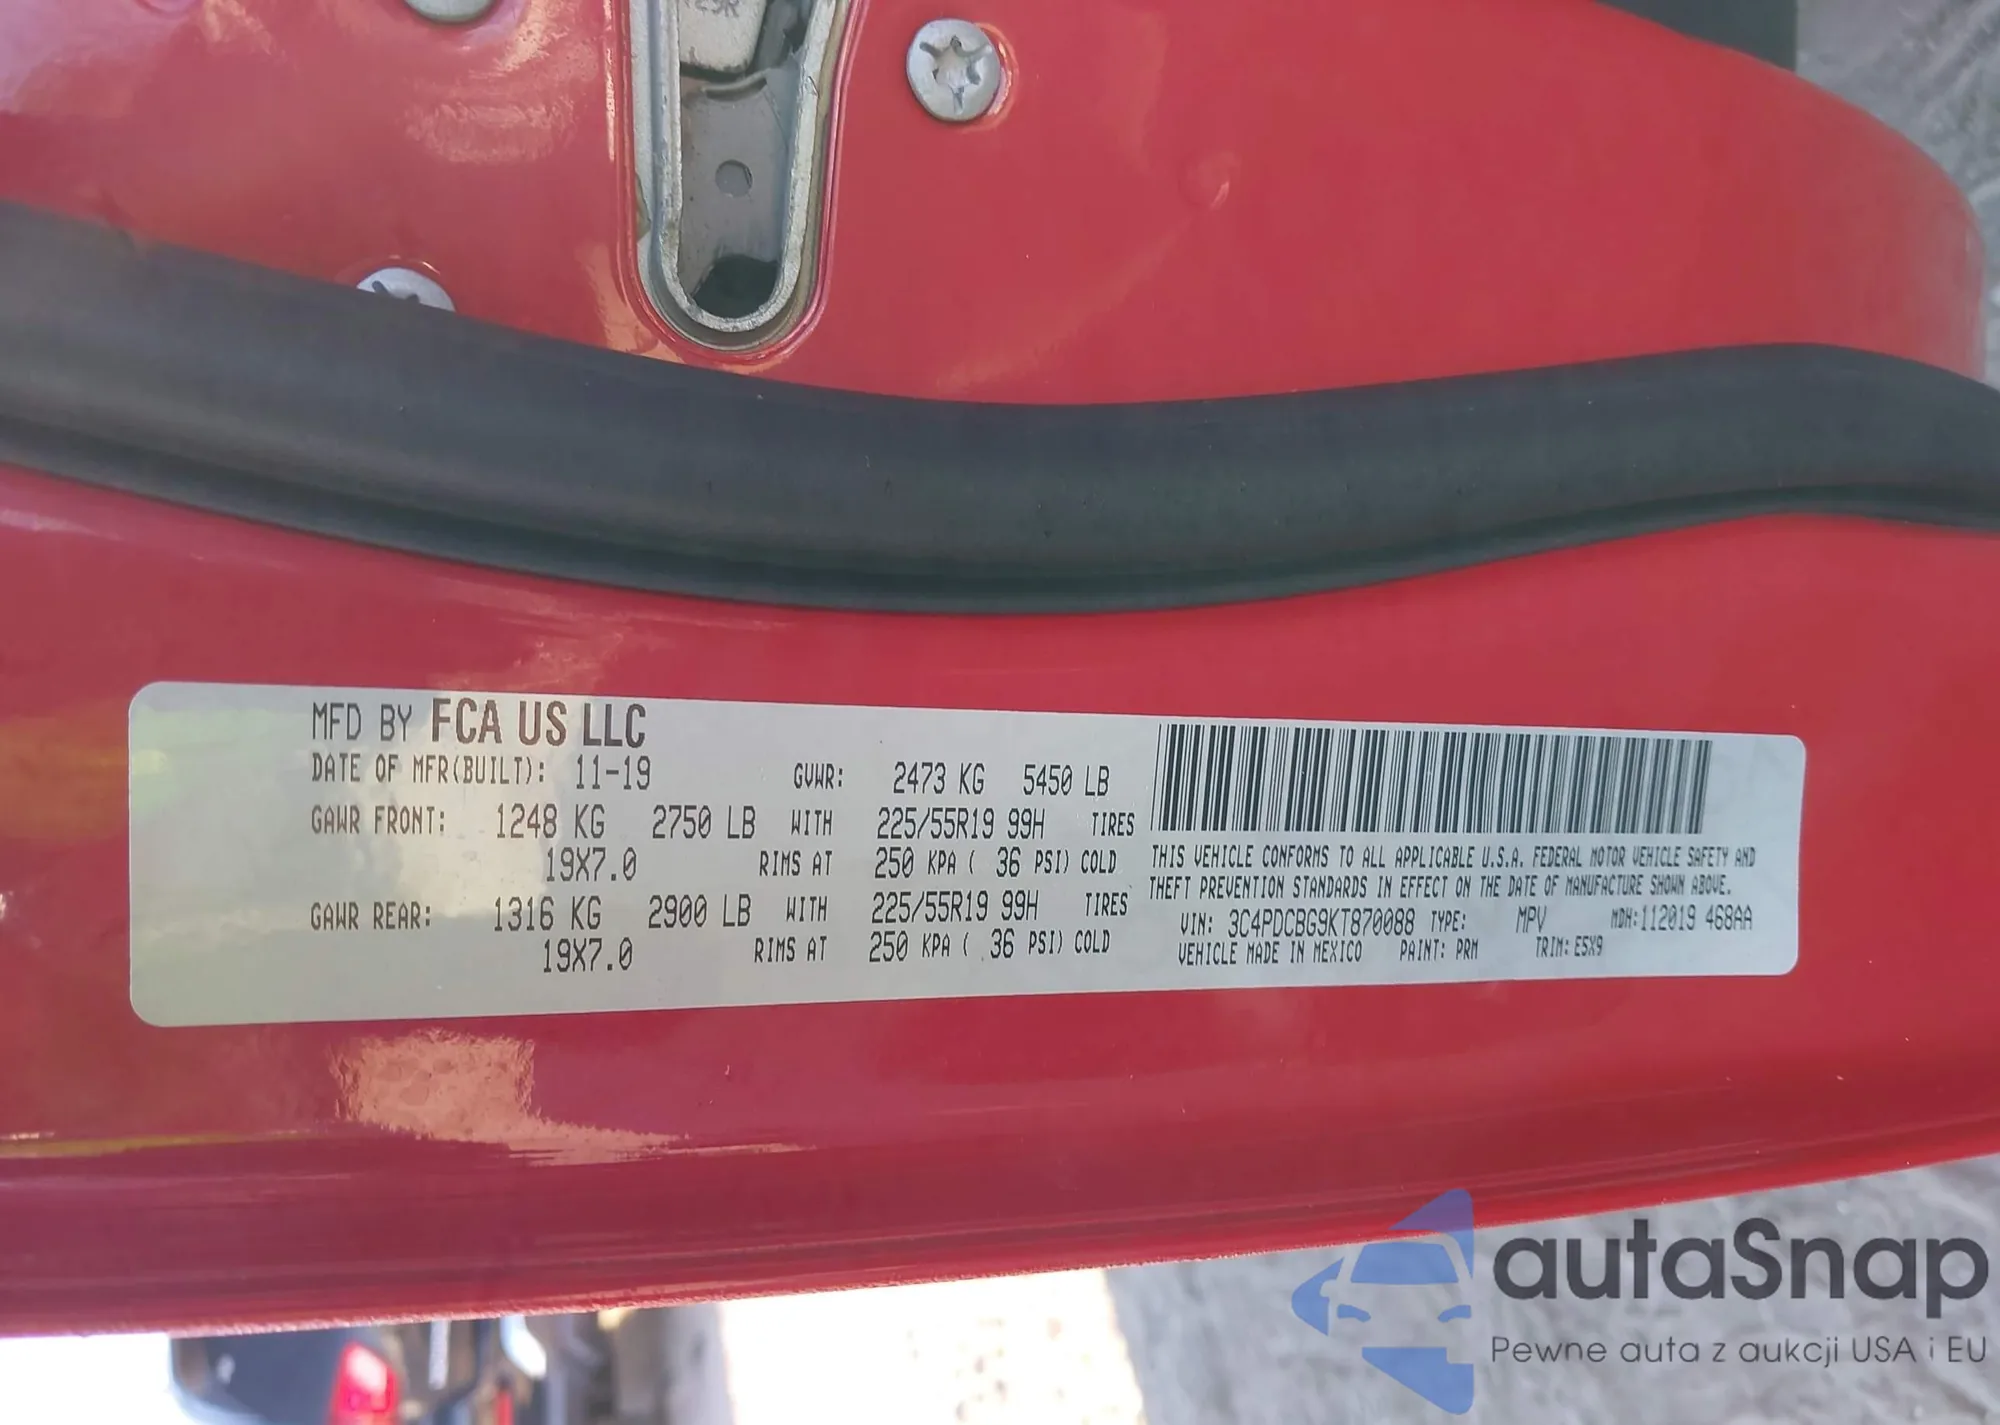 MFD BY FCA US LLC
DATE OF MFR(BUILT): 11-19 GVWR: 2473 KG 5450 LB
GAWR FRONT: 1248 KG 2750 LB WITH 225/55R19 99H TIRES
19X7.0 RIMS AT 250 KPA ( 36 PSI) COLD
GAWR REAR: 1316 KG 2900 LB WITH 225/55R19 99H TIRES
19X7.0 RIMS AT 250 KPA ( 36 PSI) COLD
THIS VEHICLE CONFORMS TO ALL APPLICABLE U.S.A. FEDERAL MOTOR VEHICLE SAFETY AND
THEFT PREVENTION STANDARDS IN EFFECT ON THE DATE OF MANUFACTURE SHOWN ABOVE.
VIN: 3C4PDCBG9KT870088 TYPE: MPV MDH:112019 468AA
VEHICLE MADE IN MEXICO PAINT: PRM TRIM: E5X9
autaSnap
Pewne auta z aukcji USA i EU